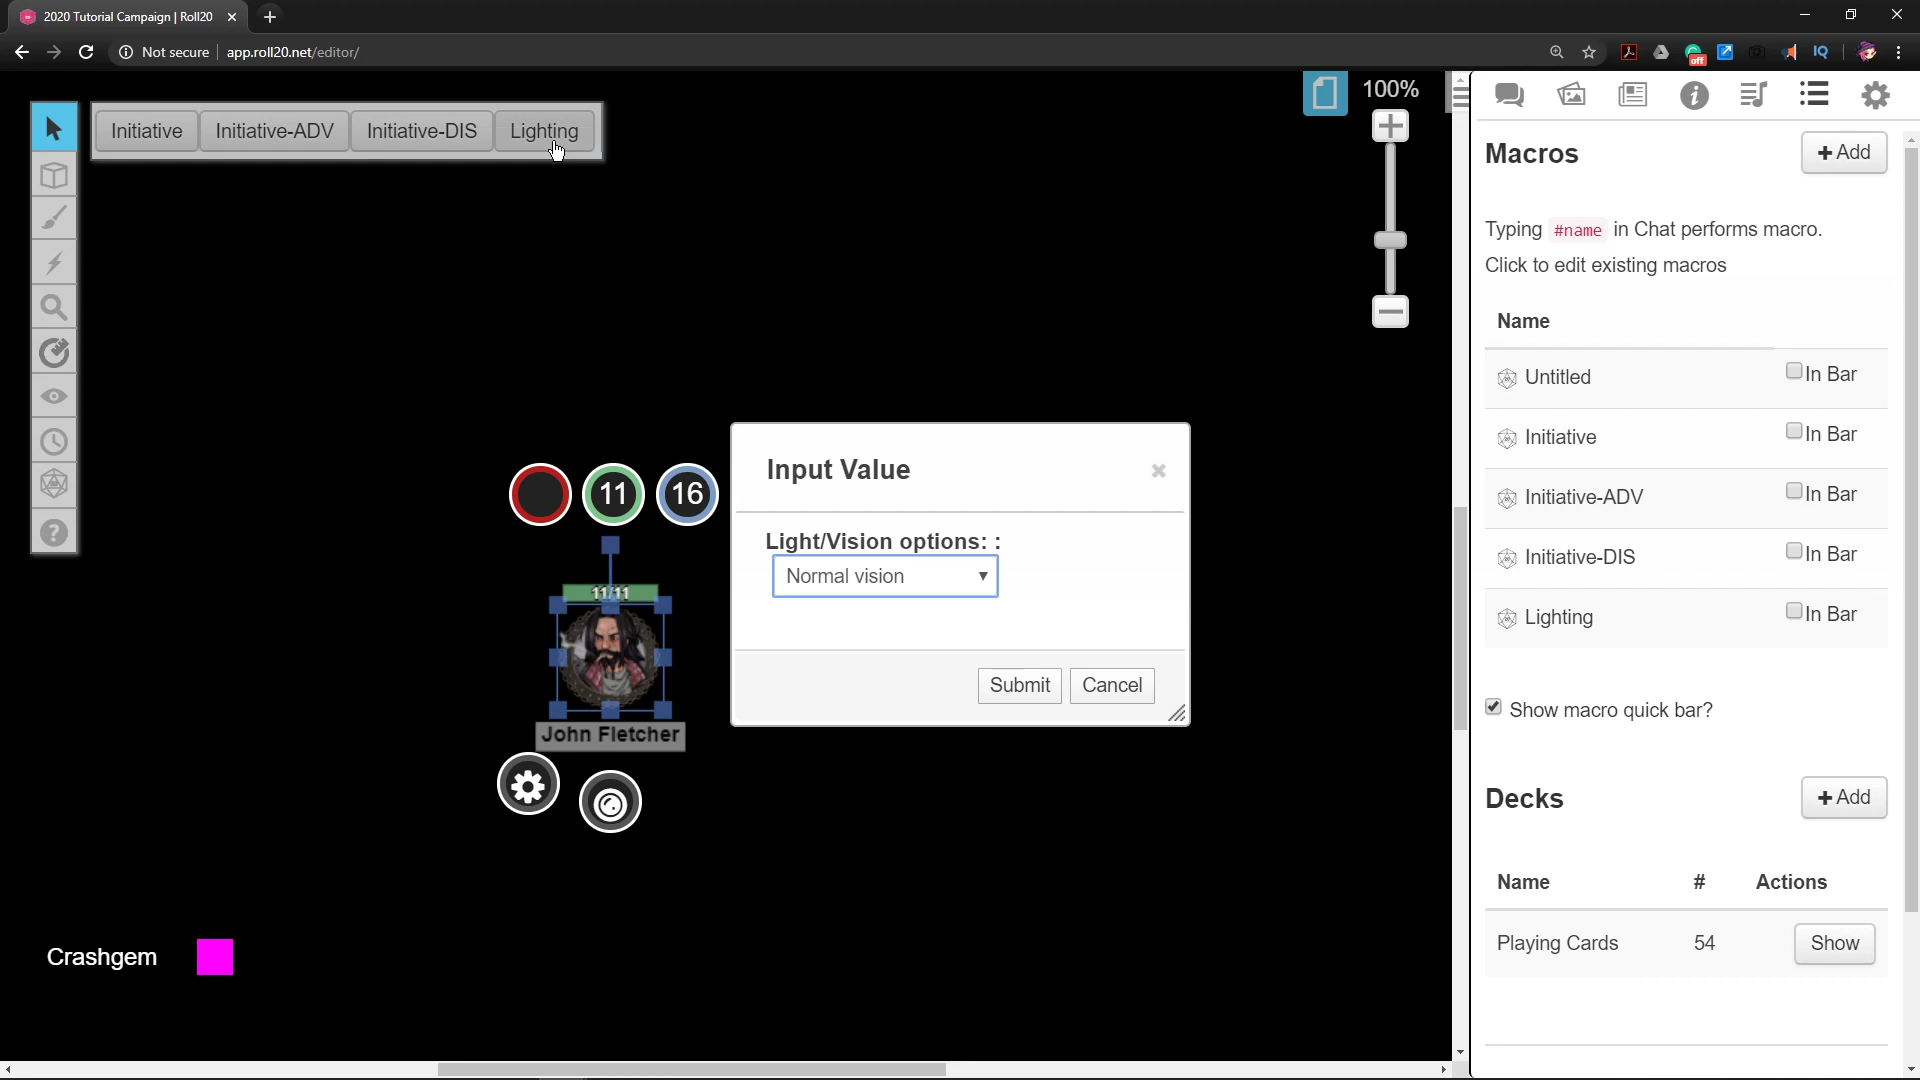 2020 Tutorial Campaign | Roll20
Not secure
app.roll20.net/editor/
off
IQ
Initiative
Initiative-ADV
Initiative-DIS
Lighting
100%
11
16
11/11
John Fletcher
Input Value
Light/Vision options: :
Normal vision
Submit
Cancel
Crashgem
Macros
Add
Typing #name in Chat performs macro.
Click to edit existing macros
Name
Untitled In Bar
Initiative In Bar
Initiative-ADV In Bar
Initiative-DIS In Bar
Lighting In Bar
Show macro quick bar?
Decks
Add
Name # Actions
Playing Cards 54 Show